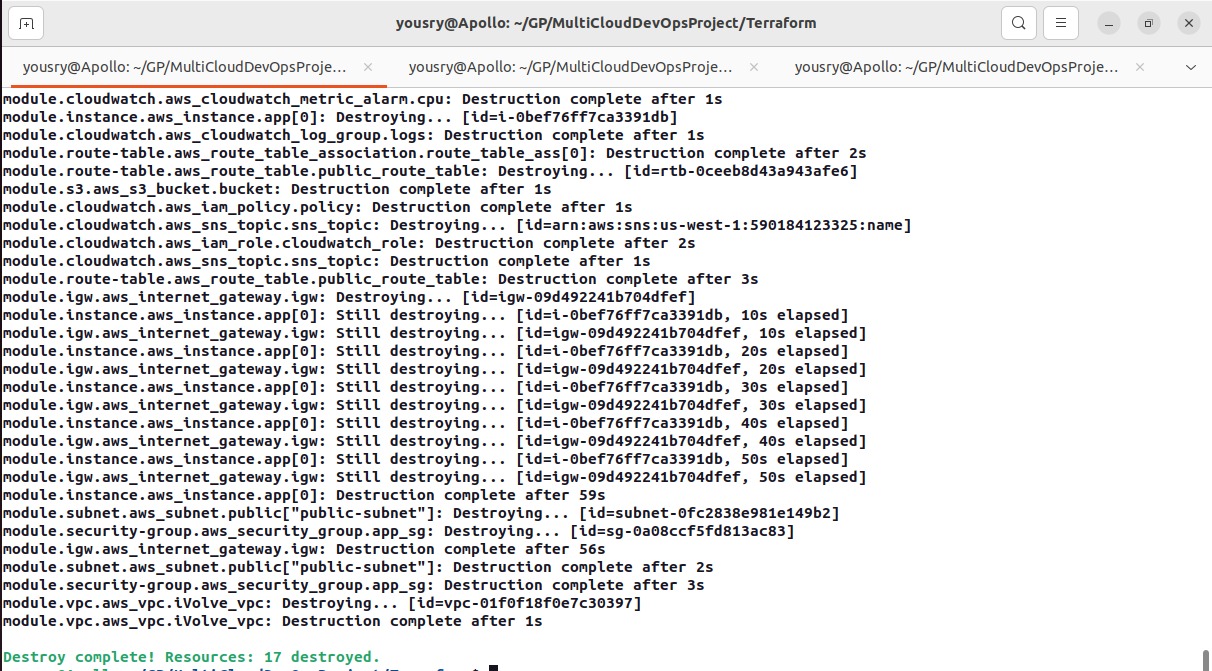 yousry@Apollo: ~/GP/MultiCloudDevOpsProject/Terraform
yousry@Apollo: ~/GP/MultiCloudDevOpsProje... × yousry@Apollo: ~/GP/MultiCloudDevOpsProje... × yousry@Apollo: ~/GP/MultiCloudDevOpsProje... ×
module.cloudwatch.aws_cloudwatch_metric_alarm.cpu: Destruction complete after 1s
module.instance.aws_instance.app[0]: Destroying... [id=i-0bef76ff7ca3391db]
module.cloudwatch.aws_cloudwatch_log_group.logs: Destruction complete after 1s
module.route-table.aws_route_table_association.route_table_ass[0]: Destruction complete after 2s
module.route-table.aws_route_table.public_route_table: Destroying... [id=rtb-0ceeb8d43a943afe6]
module.s3.aws_s3_bucket.bucket: Destruction complete after 1s
module.cloudwatch.aws_iam_policy.policy: Destruction complete after 1s
module.cloudwatch.aws_sns_topic.sns_topic: Destroying... [id=arn:aws:sns:us-west-1:590184123325:name]
module.cloudwatch.aws_iam_role.cloudwatch_role: Destruction complete after 2s
module.cloudwatch.aws_sns_topic.sns_topic: Destruction complete after 1s
module.route-table.aws_route_table.public_route_table: Destruction complete after 3s
module.igw.aws_internet_gateway.igw: Destroying... [id=igw-09d492241b704dfef]
module.instance.aws_instance.app[0]: Still destroying... [id=i-0bef76ff7ca3391db, 10s elapsed]
module.igw.aws_internet_gateway.igw: Still destroying... [id=igw-09d492241b704dfef, 10s elapsed]
module.instance.aws_instance.app[0]: Still destroying... [id=i-0bef76ff7ca3391db, 20s elapsed]
module.igw.aws_internet_gateway.igw: Still destroying... [id=igw-09d492241b704dfef, 20s elapsed]
module.instance.aws_instance.app[0]: Still destroying... [id=i-0bef76ff7ca3391db, 30s elapsed]
module.igw.aws_internet_gateway.igw: Still destroying... [id=igw-09d492241b704dfef, 30s elapsed]
module.instance.aws_instance.app[0]: Still destroying... [id=i-0bef76ff7ca3391db, 40s elapsed]
module.igw.aws_internet_gateway.igw: Still destroying... [id=igw-09d492241b704dfef, 40s elapsed]
module.instance.aws_instance.app[0]: Still destroying... [id=i-0bef76ff7ca3391db, 50s elapsed]
module.igw.aws_internet_gateway.igw: Still destroying... [id=igw-09d492241b704dfef, 50s elapsed]
module.instance.aws_instance.app[0]: Destruction complete after 59s
module.subnet.aws_subnet.public["public-subnet"]: Destroying... [id=subnet-0fc2838e981e149b2]
module.security-group.aws_security_group.app_sg: Destroying... [id=sg-0a08ccf5fd813ac83]
module.igw.aws_internet_gateway.igw: Destruction complete after 56s
module.subnet.aws_subnet.public["public-subnet"]: Destruction complete after 2s
module.security-group.aws_security_group.app_sg: Destruction complete after 3s
module.vpc.aws_vpc.iVolve_vpc: Destroying... [id=vpc-01f0f18f0e7c30397]
module.vpc.aws_vpc.iVolve_vpc: Destruction complete after 1s
Destroy complete! Resources: 17 destroyed.